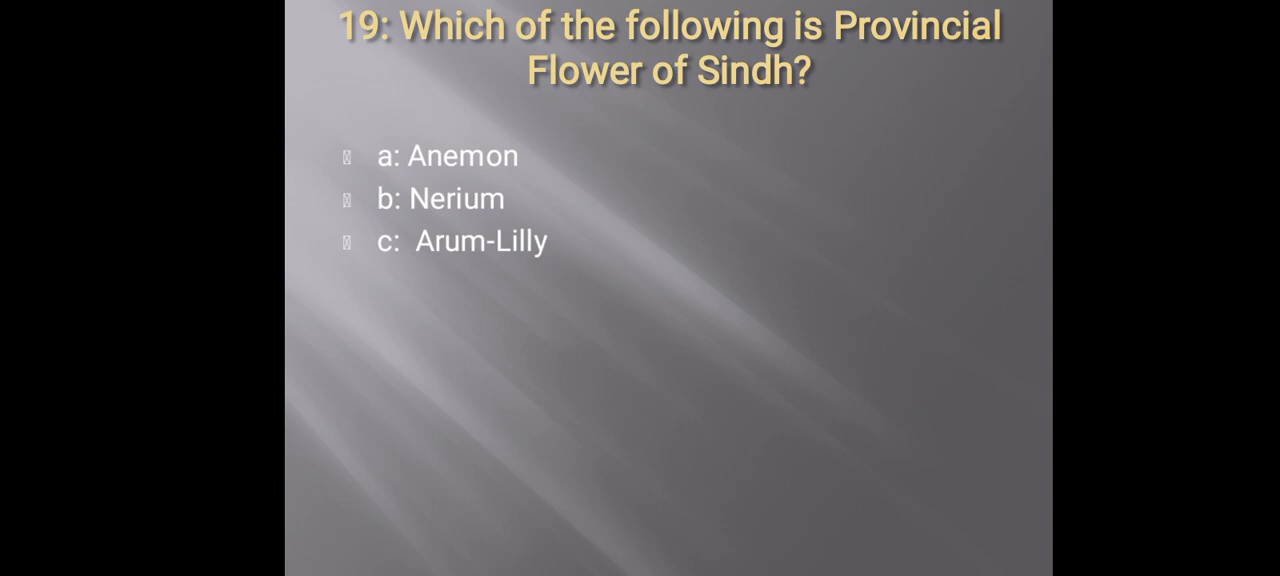 19: Which of the following is Provincial
Flower of Sindh?
a: Anemon
b: Nerium
c: Arum-Lilly